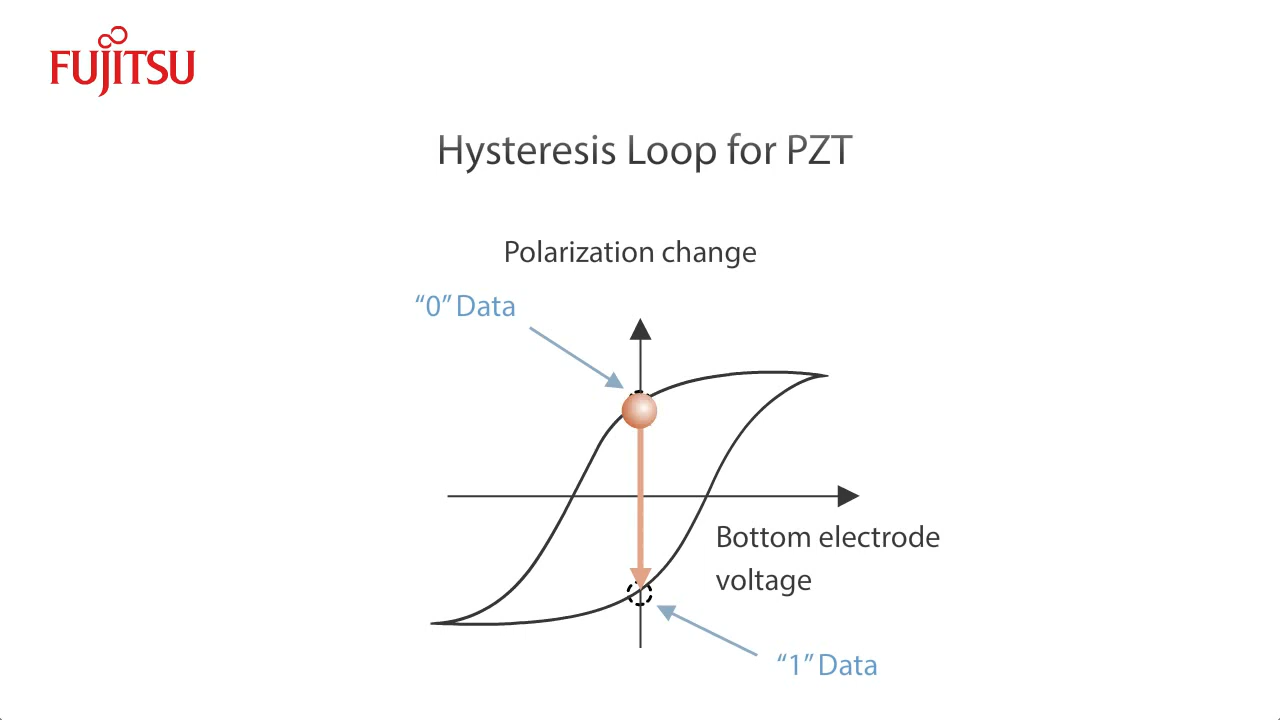 FUJITSU
Hysteresis Loop for PZT
Polarization change
“0” Data
Bottom electrode
voltage
“1” Data